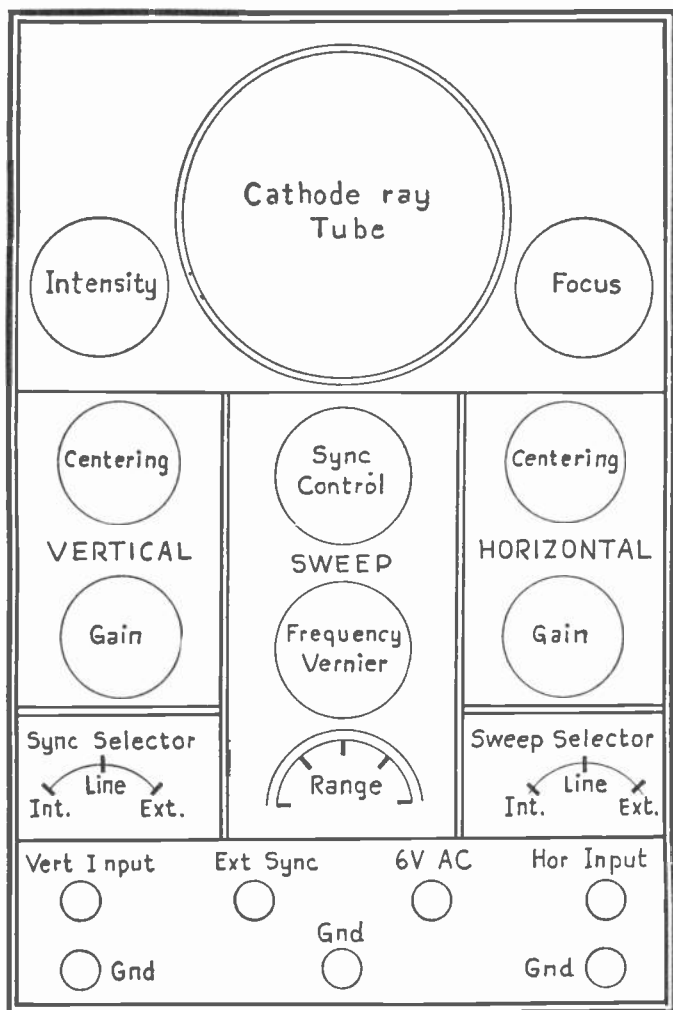 Cathode ray
Tube
Intensity
Focus
Centering
VERTICAL
Gain
Sync
Control
SWEEP
Frequency
Vernier
Range
Centering
HORIZONTAL
Gain
Sync Selector
Line
Int.
Ext.
Sweep Selector
Line
Int.
Ext.
Vert Input
Ext Sync
6V AC
Hor Input
Gnd
Gnd
Gnd